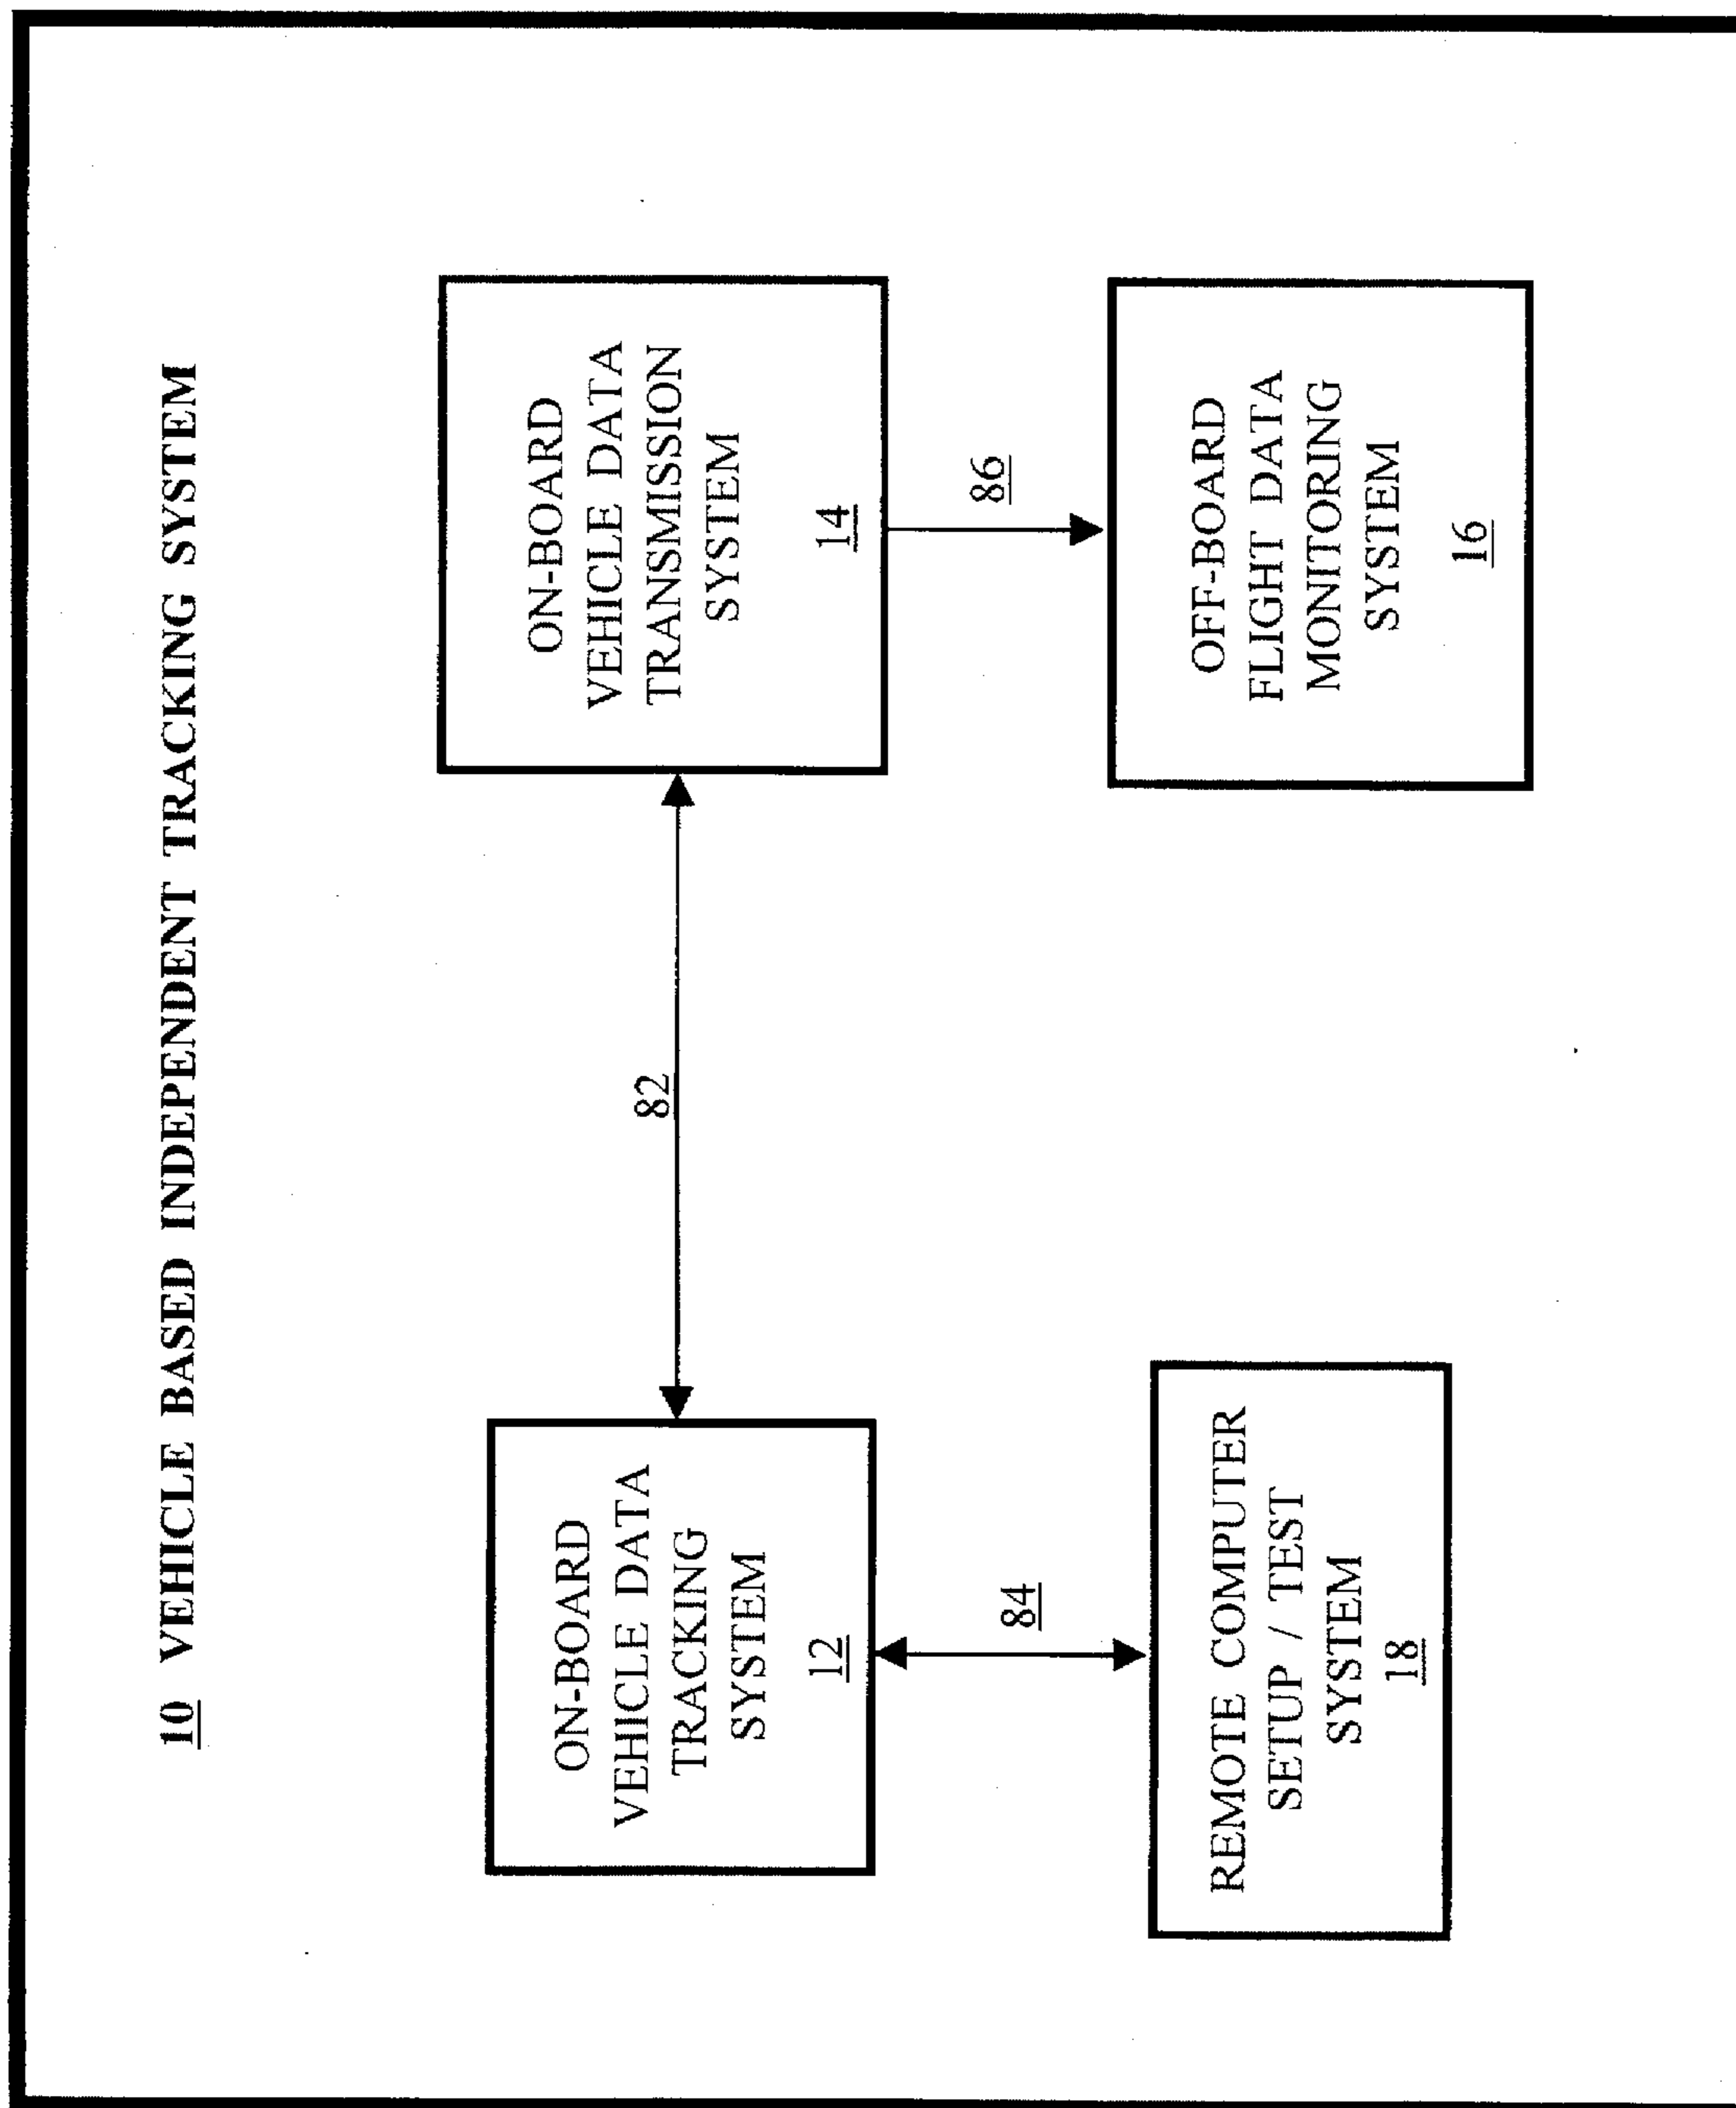 10 VEHICLE BASED INDEPENDENT TRACKING SYSTEM
ON-BOARD
VEHICLE DATA
TRACKING
SYSTEM
12
82
ON-BOARD
VEHICLE DATA
TRANSMISSION
SYSTEM
14
84
86
REMOTE COMPUTER
SETUP / TEST
SYSTEM
18
OFF-BOARD
FLIGHT DATA
MONITORING
SYSTEM
16